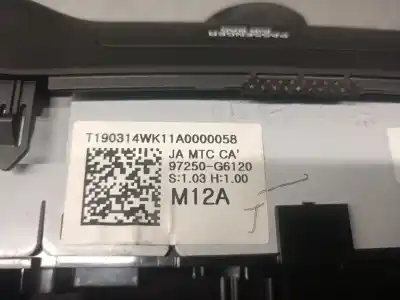 T190314WK11A0000058
JA MTC CA'
97250-G6120
S:1.03 H:1.00
M12A